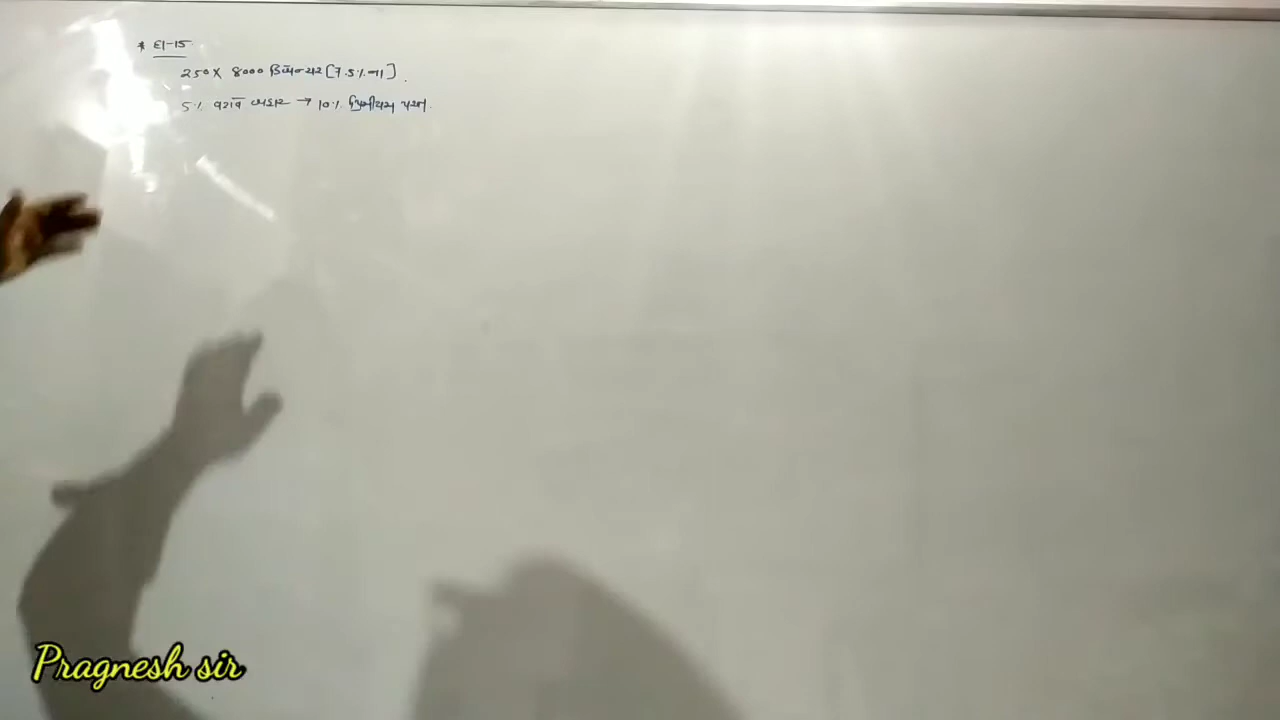 * દા-15
250 × 8000 ડિબેન્ચર [7.5%ના]
5% વટાવે બહાર → 10% પ્રિમીયમ પરત.
Pragnesh sir